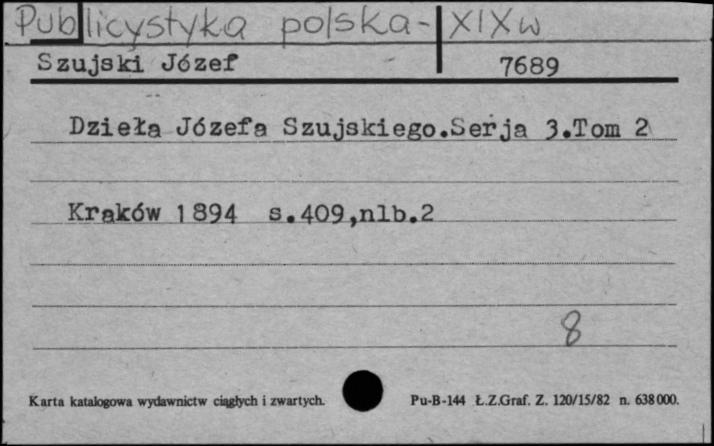 Publicystyka polska - XIX w
Szujski Józef 7689
Dzieła Józefa Szujskiego.Serja 3.Tom 2
Kraków 1894 s.409,nlb.2
8
Karta katalogowa wydawnictw ciągłych i zwartych. Pu-B-144 Ł.Z.Graf. Z. 120/15/82 n. 638000.